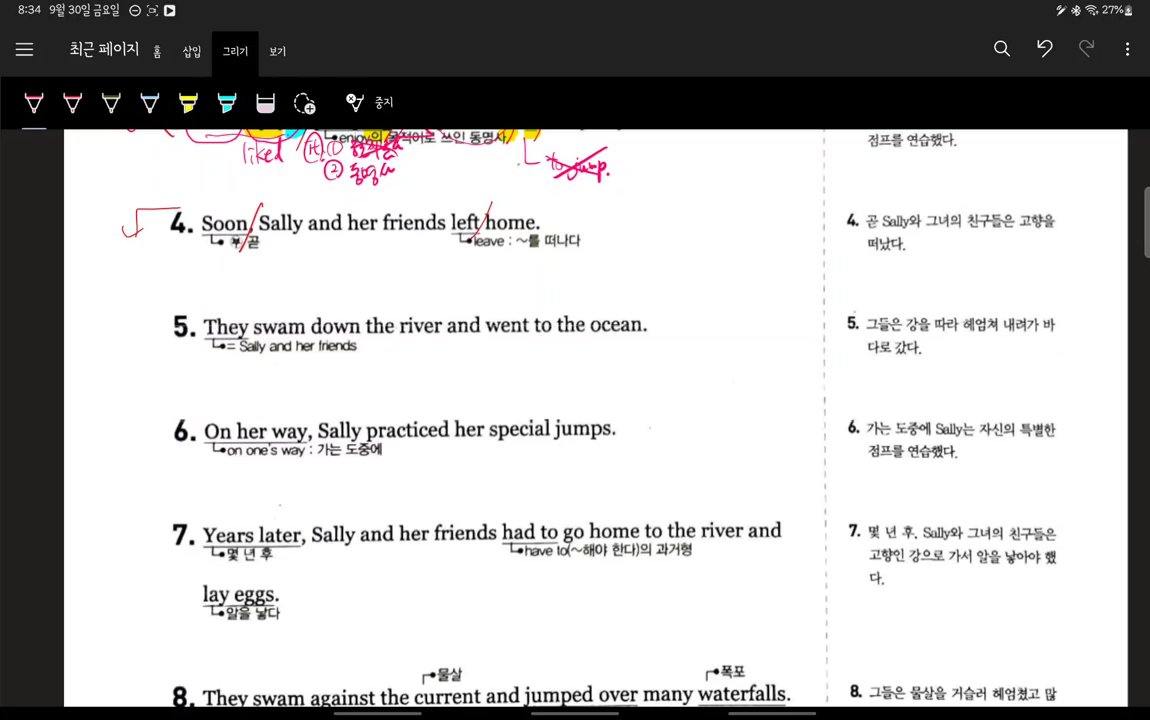 8:34 9월 30일 금요일 27%
최근 페이지 홈 삽입 그리기 보기
중지
enjoy의 목적어로 쓰인 동명사
점프를 연습했다.
liked ①
② 동명사
to jump.
4. Soon, Sally and her friends left home.
부 곧 leave : ~를 떠나다
4. 곧 Sally와 그녀의 친구들은 고향을
떠났다.
5. They swam down the river and went to the ocean.
= Sally and her friends
5. 그들은 강을 따라 헤엄쳐 내려가 바
다로 갔다.
6. On her way, Sally practiced her special jumps.
on one's way : 가는 도중에
6. 가는 도중에 Sally는 자신의 특별한
점프를 연습했다.
7. Years later, Sally and her friends had to go home to the river and
몇 년 후 have to(~해야 한다)의 과거형
lay eggs.
알을 낳다
7. 몇 년 후, Sally와 그녀의 친구들은
고향인 강으로 가서 알을 낳아야 했
다.
물살 폭포
8. They swam against the current and jumped over many waterfalls.
8. 그들은 물살을 거슬러 헤엄쳤고 많